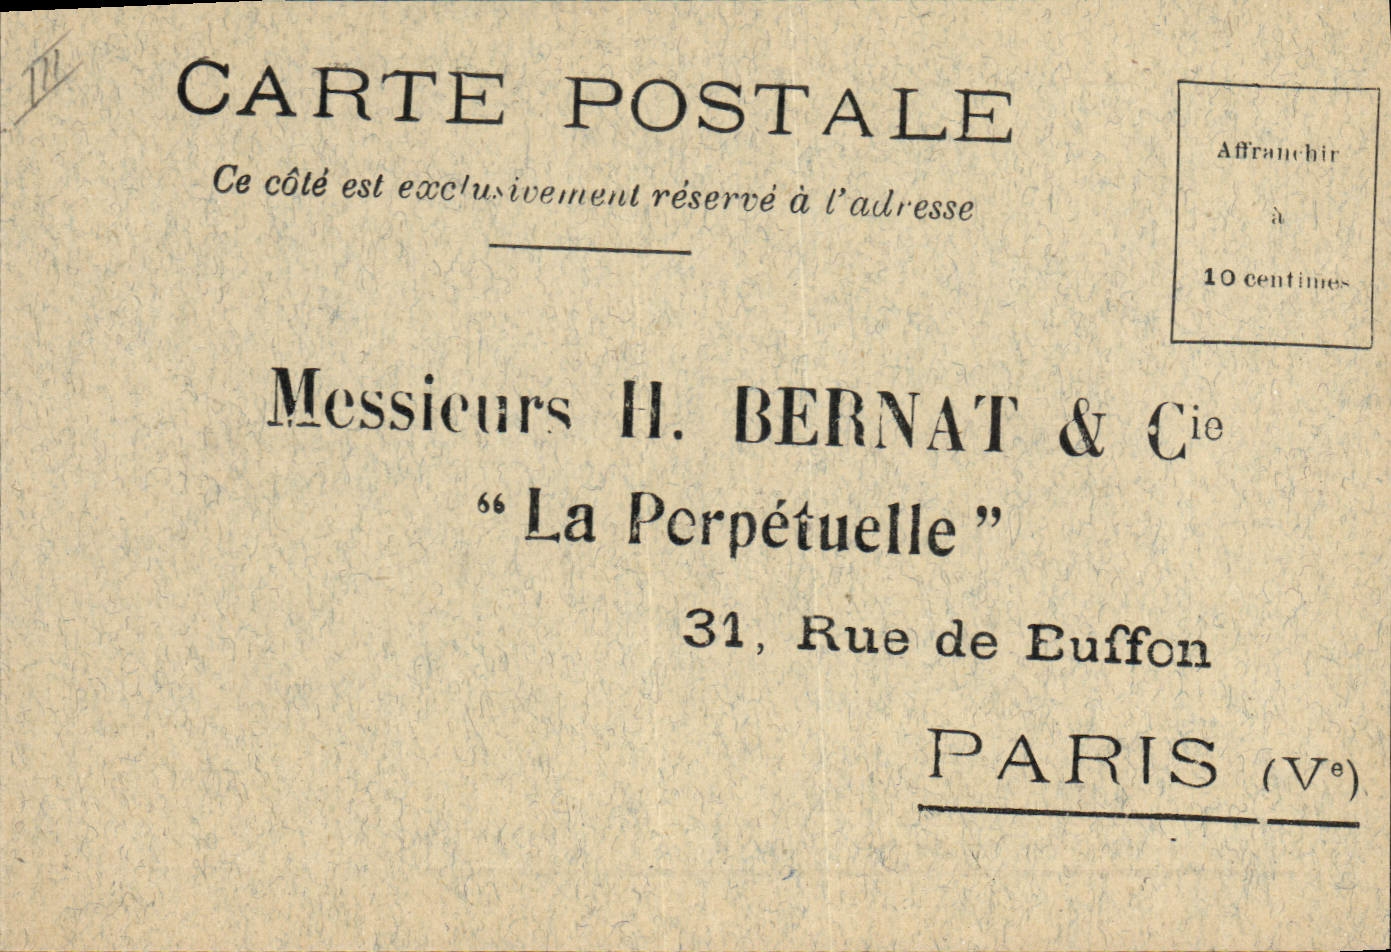 III
CARTE POSTALE
Ce côté est exclusivement réservé à l'adresse
Affranchir
à
10 centimes
Messieurs H. BERNAT & Cie
“ La Perpétuelle ”
31, Rue de Buffon
PARIS (Ve)